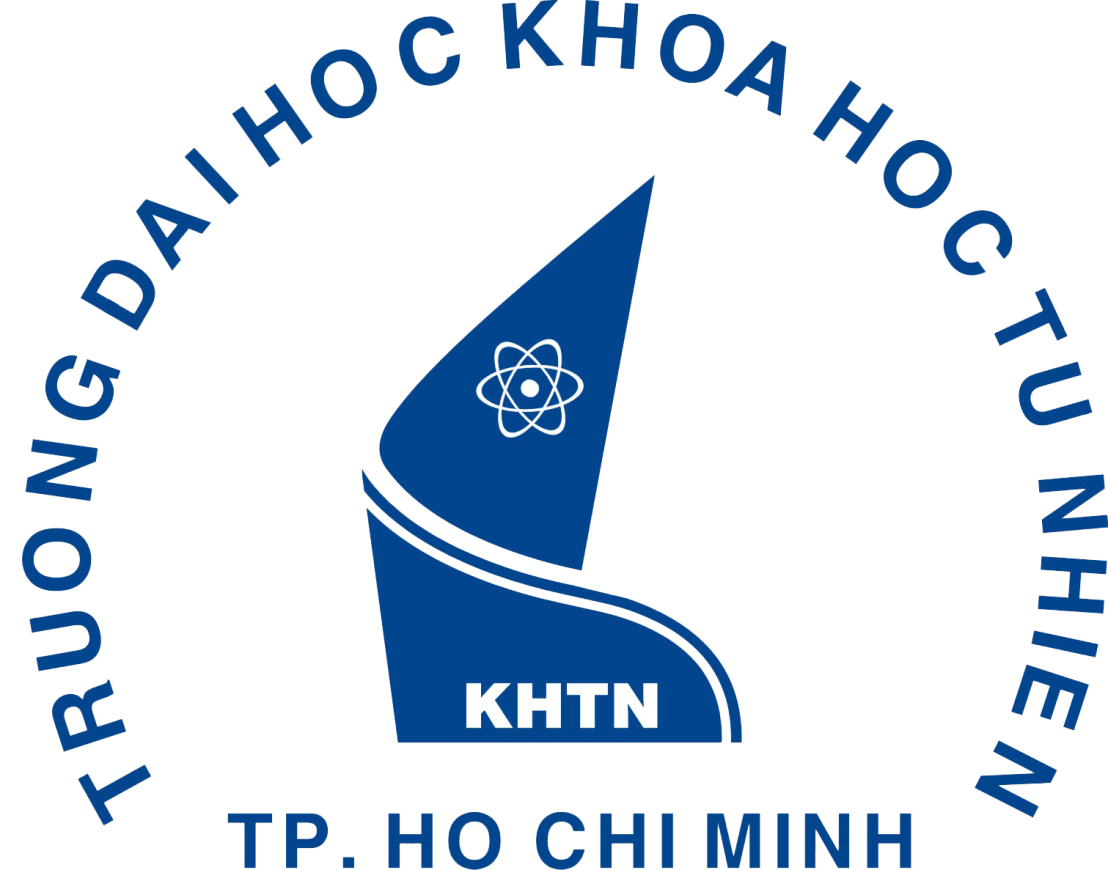 TRUONG DAI HOC KHOA HOC TU NHIEN
KHTN
TP. HO CHI MINH